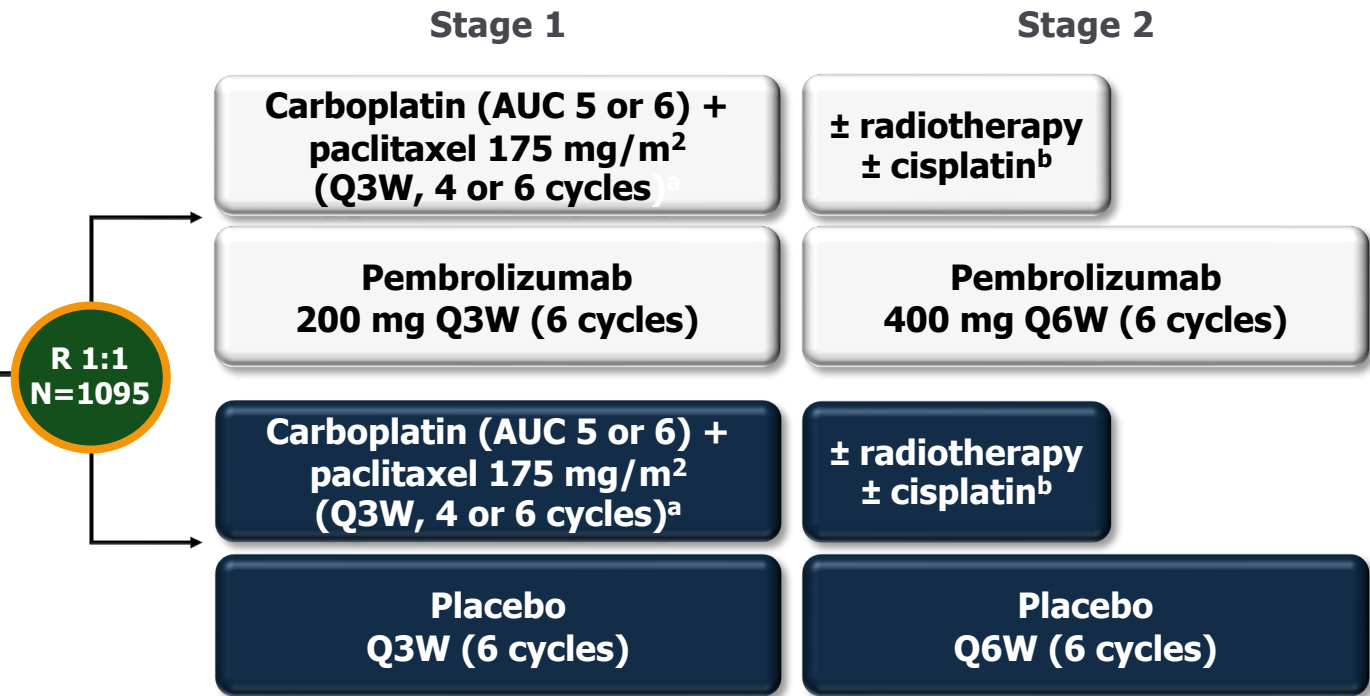 Stage 1
Stage 2
Carboplatin (AUC 5 or 6) +
paclitaxel 175 mg/m²
(Q3W, 4 or 6 cycles)ᵃ
± radiotherapy
± cisplatinᵇ
Pembrolizumab
200 mg Q3W (6 cycles)
Pembrolizumab
400 mg Q6W (6 cycles)
R 1:1
N=1095
Carboplatin (AUC 5 or 6) +
paclitaxel 175 mg/m²
(Q3W, 4 or 6 cycles)ᵃ
± radiotherapy
± cisplatinᵇ
Placebo
Q3W (6 cycles)
Placebo
Q6W (6 cycles)